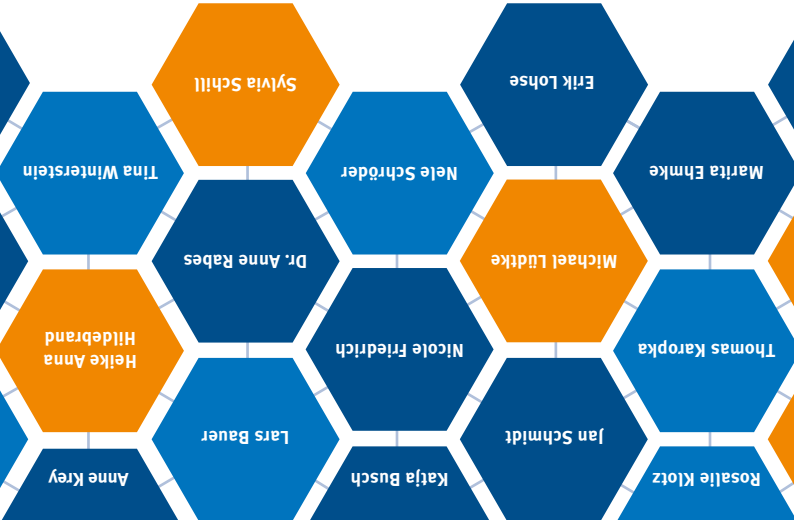 Rosalie Klotz
Katja Busch
Anne Krey
Jan Schmidt
Lars Bauer
Thomas Karopka
Nicole Friedrich
Heike Anna
Hildebrand
Michael Lüdtke
Dr. Anne Rabes
Marita Ehmke
Nele Schröder
Tina Winterstein
Erik Lohse
Sylvia Schill